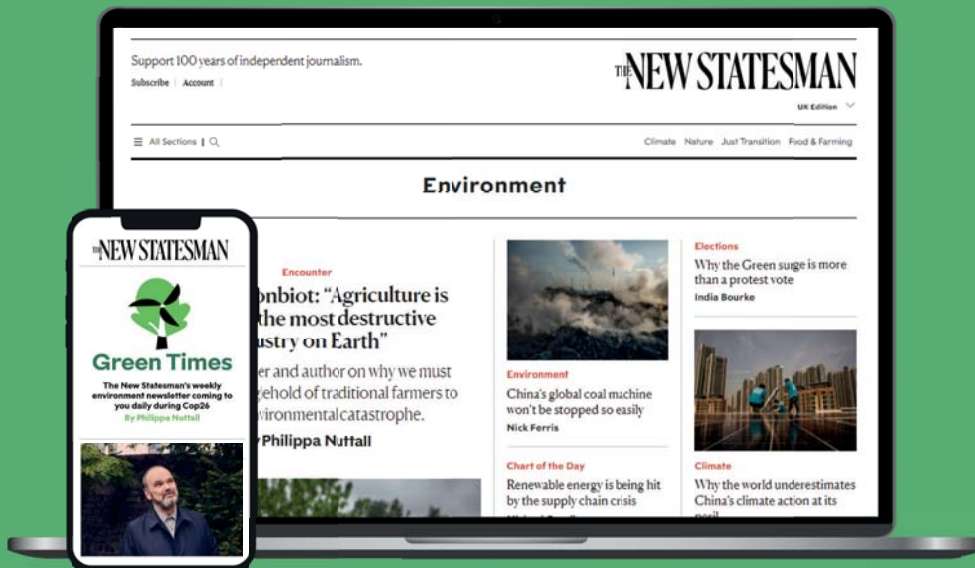 Support 100 years of independent journalism.
Subscribe | Account |
THE NEW STATESMAN
UK Edition
All Sections |
Climate Nature Just Transition Food & Farming
Environment
Encounter
onbiot: “Agriculture is
the most destructive
ustry on Earth”
er and author on why we must
gehold of traditional farmers to
vironmental catastrophe.
y Philippa Nuttall
Environment
China's global coal machine
won't be stopped so easily
Nick Ferris
Chart of the Day
Renewable energy is being hit
by the supply chain crisis
Elections
Why the Green surge is more
than a protest vote
India Bourke
Climate
Why the world underestimates
China's climate action at its
THE NEW STATESMAN
Green Times
The New Statesman's weekly
environment newsletter coming to
you daily during Cop26
By Philippa Nuttall